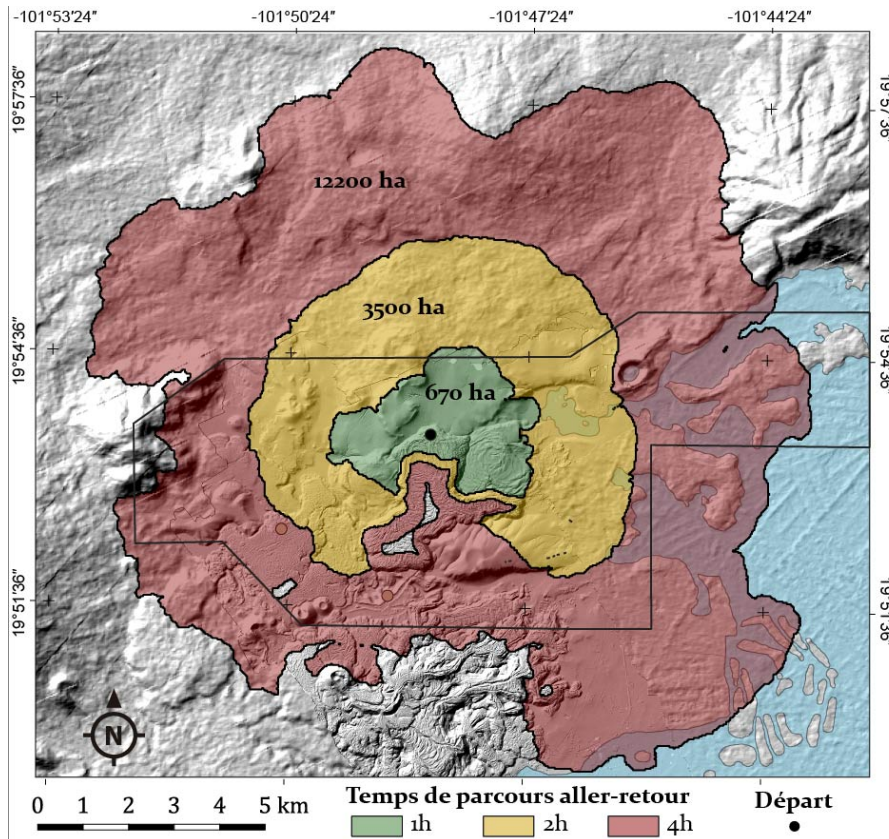 -101°53'24" -101°50'24" -101°47'24" -101°44'24"
19°57'36" 19°57'36"
12200 ha
3500 ha
19°54'36" 19°54'36"
670 ha
19°51'36" 19°51'36"
N
0 1 2 3 4 5 km
Temps de parcours aller-retour Départ
1h 2h 4h